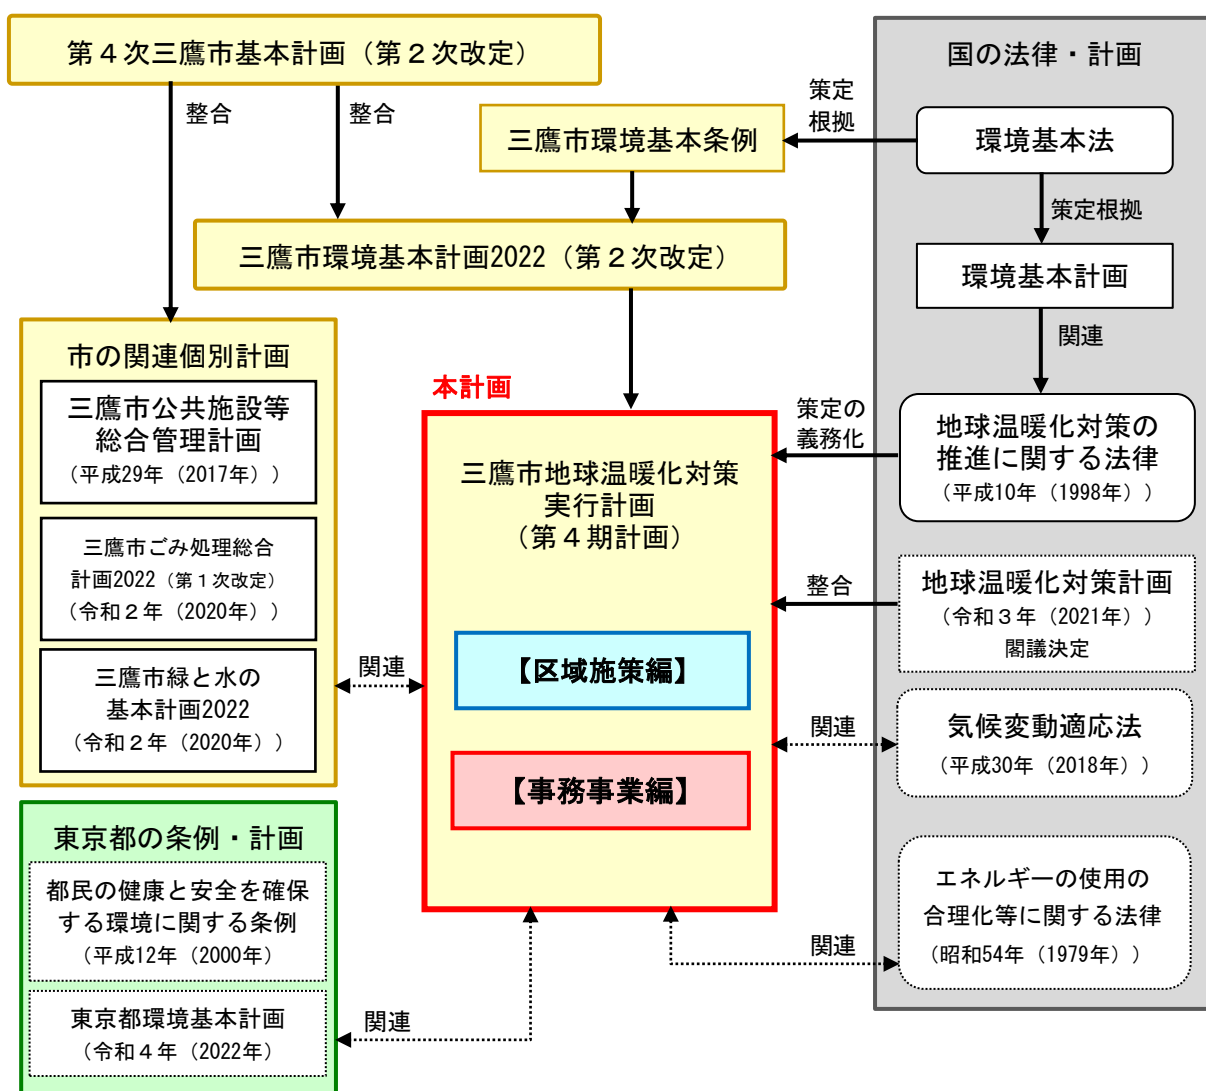 第４次三鷹市基本計画（第２次改定）
整合
整合
三鷹市環境基本条例
策定
根拠
三鷹市環境基本計画2022（第２次改定）
市の関連個別計画
三鷹市公共施設等
総合管理計画
（平成29年（2017年））
三鷹市ごみ処理総合
計画2022（第１次改定）
（令和２年（2020年））
三鷹市緑と水の
基本計画2022
（令和２年（2020年））
関連
東京都の条例・計画
都民の健康と安全を確保
する環境に関する条例
（平成12年（2000年）
東京都環境基本計画
（令和４年（2022年）
関連
本計画
三鷹市地球温暖化対策
実行計画
（第４期計画）
【区域施策編】
【事務事業編】
国の法律・計画
環境基本法
策定根拠
環境基本計画
関連
策定の
義務化
地球温暖化対策の
推進に関する法律
（平成10年（1998年））
整合
地球温暖化対策計画
（令和３年（2021年））
閣議決定
関連
気候変動適応法
（平成30年（2018年））
関連
エネルギーの使用の
合理化等に関する法律
（昭和54年（1979年））